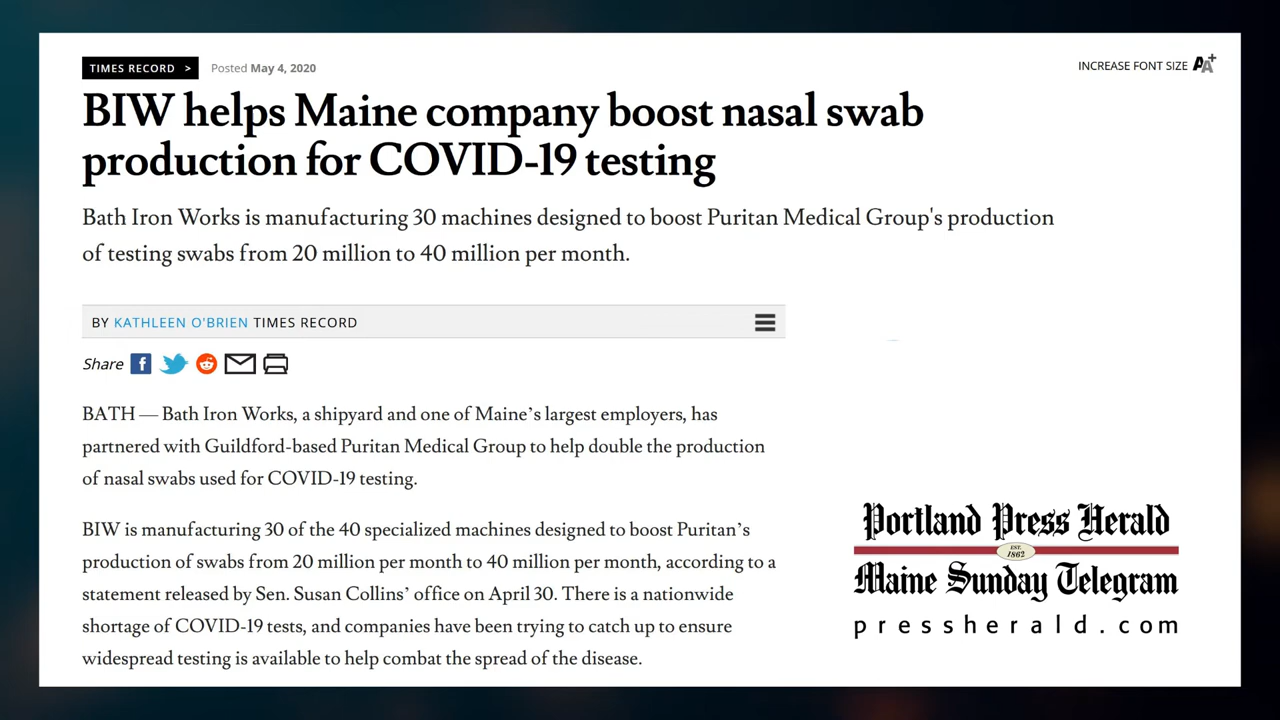 TIMES RECORD >
Posted May 4, 2020
INCREASE FONT SIZE AA+
BIW helps Maine company boost nasal swab
production for COVID-19 testing
Bath Iron Works is manufacturing 30 machines designed to boost Puritan Medical Group's production
of testing swabs from 20 million to 40 million per month.
BY KATHLEEN O'BRIEN TIMES RECORD
Share
BATH — Bath Iron Works, a shipyard and one of Maine's largest employers, has
partnered with Guildford-based Puritan Medical Group to help double the production
of nasal swabs used for COVID-19 testing.
BIW is manufacturing 30 of the 40 specialized machines designed to boost Puritan's
production of swabs from 20 million per month to 40 million per month, according to a
statement released by Sen. Susan Collins' office on April 30. There is a nationwide
shortage of COVID-19 tests, and companies have been trying to catch up to ensure
widespread testing is available to help combat the spread of the disease.
Portland Press Herald
EST.
1862
Maine Sunday Telegram
pressherald.com